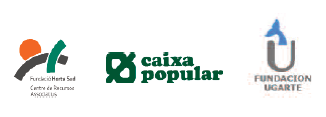 Fundació Horta Sud
Centre de Recursos
Associatius
caixa
popular
FUNDACION
UGARTE